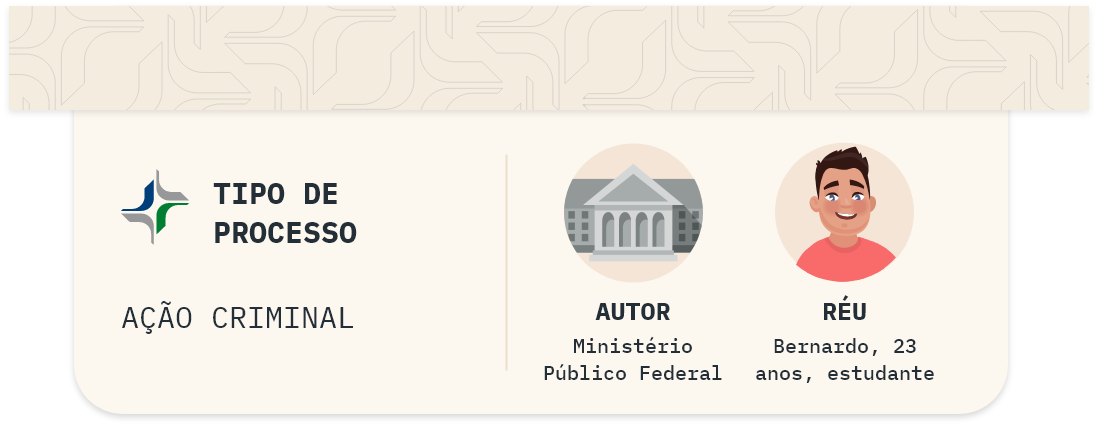 TIPO DE
PROCESSO
AÇÃO CRIMINAL
AUTOR
Ministério
Público Federal
RÉU
Bernardo, 23
anos, estudante